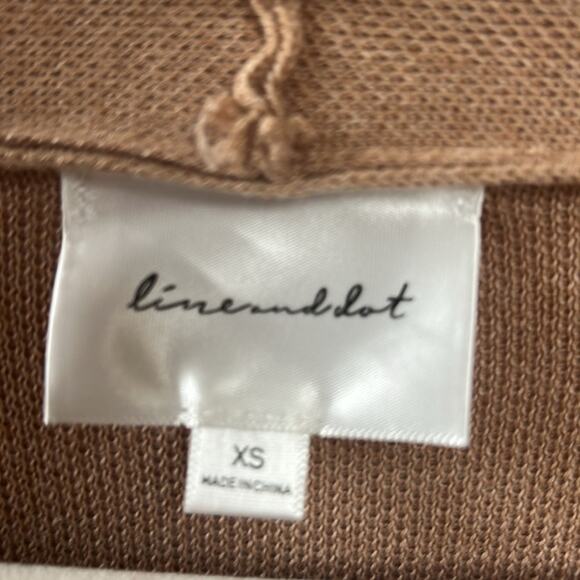 line and dot
XS
MADE IN CHINA